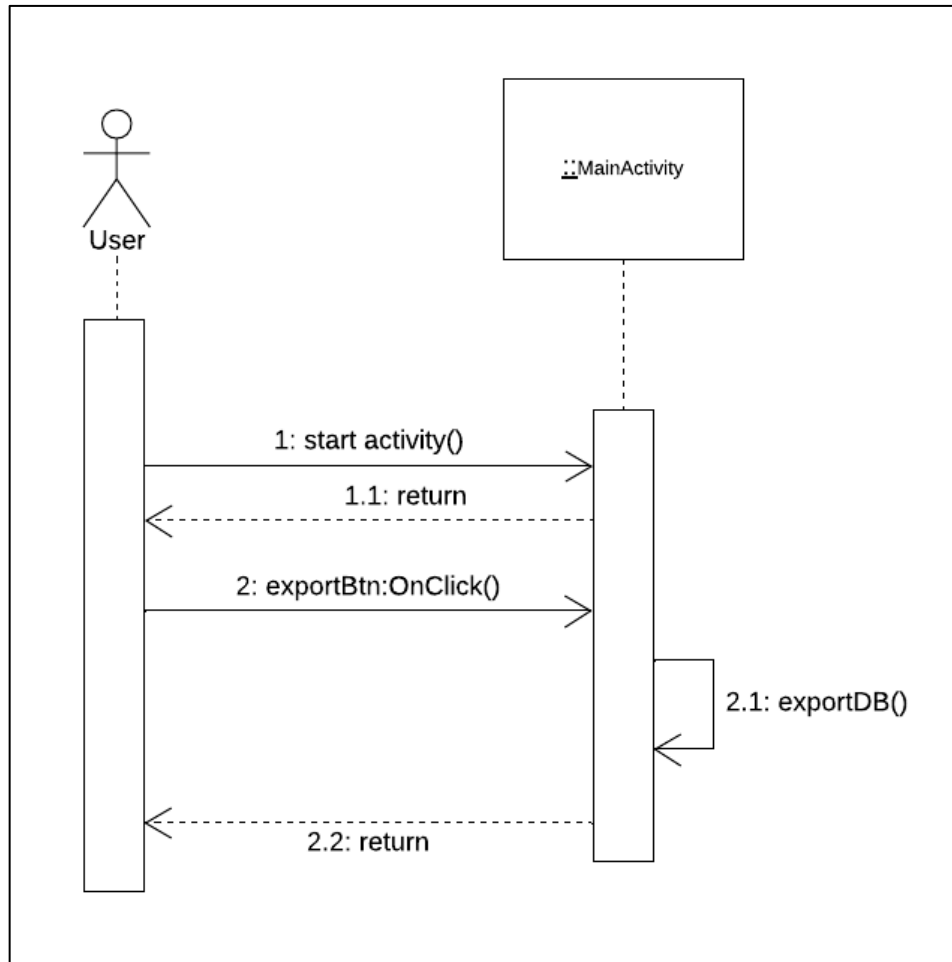 ::MainActivity
User
1: start activity()
1.1: return
2: exportBtn:OnClick()
2.1: exportDB()
2.2: return